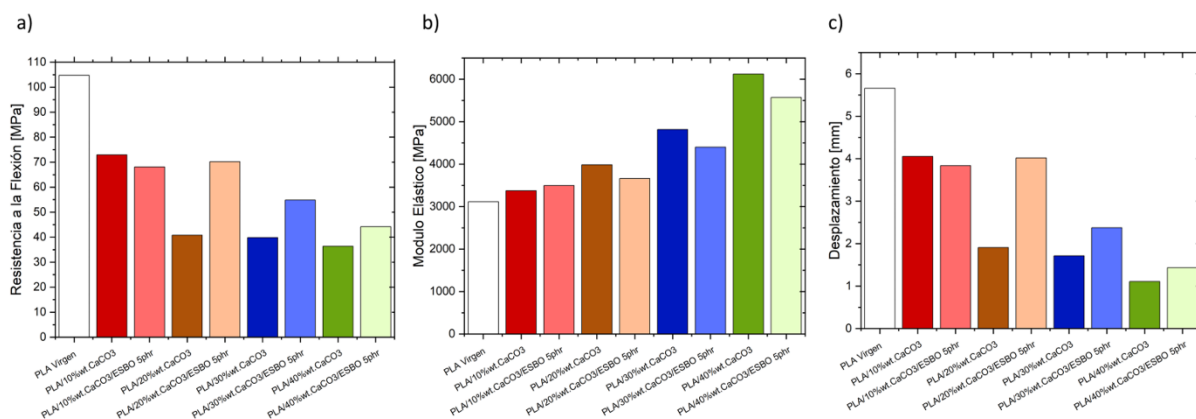 a)
Resistencia a la Flexión [MPa]
110
100
90
80
70
60
50
40
30
20
10
0
PLA Virgen
PLA/10%wt.CaCO3
PLA/10%wt.CaCO3/ESBO 5phr
PLA/20%wt.CaCO3
PLA/20%wt.CaCO3/ESBO 5phr
PLA/30%wt.CaCO3
PLA/30%wt.CaCO3/ESBO 5phr
PLA/40%wt.CaCO3
PLA/40%wt.CaCO3/ESBO 5phr
b)
Modulo Elástico [MPa]
6000
5000
4000
3000
2000
1000
0
PLA Virgen
PLA/10%wt.CaCO3
PLA/10%wt.CaCO3/ESBO 5phr
PLA/20%wt.CaCO3
PLA/20%wt.CaCO3/ESBO 5phr
PLA/30%wt.CaCO3
PLA/30%wt.CaCO3/ESBO 5phr
PLA/40%wt.CaCO3
PLA/40%wt.CaCO3/ESBO 5phr
c)
Desplazamiento [mm]
6
5
4
3
2
1
0
PLA Virgen
PLA/10%wt.CaCO3
PLA/10%wt.CaCO3/ESBO 5phr
PLA/20%wt.CaCO3
PLA/20%wt.CaCO3/ESBO 5phr
PLA/30%wt.CaCO3
PLA/30%wt.CaCO3/ESBO 5phr
PLA/40%wt.CaCO3
PLA/40%wt.CaCO3/ESBO 5phr